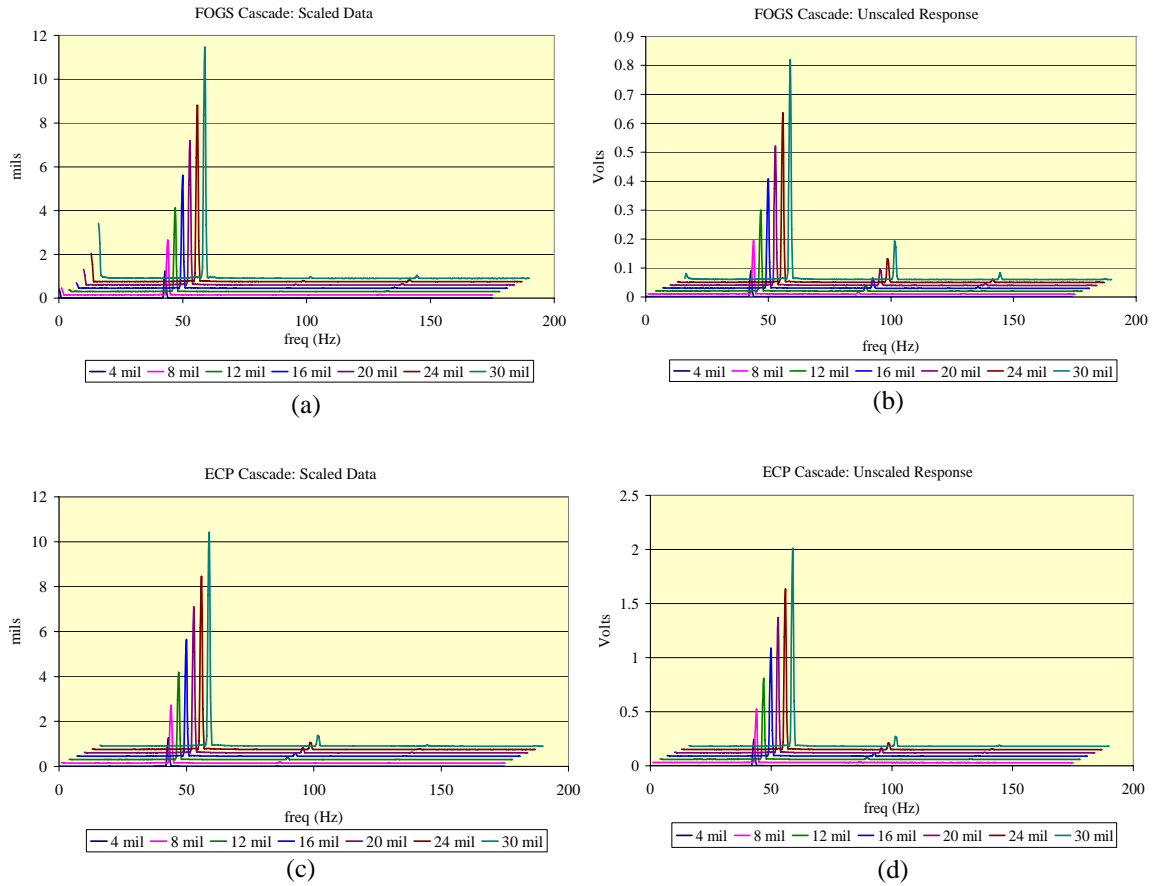 FOGS Cascade: Scaled Data
12
10
8
6
4
2
0
mils
0 50 100 150 200
freq (Hz)
4 mil 8 mil 12 mil 16 mil 20 mil 24 mil 30 mil
(a)
FOGS Cascade: Unscaled Response
0.9
0.8
0.7
0.6
0.5
0.4
0.3
0.2
0.1
0
Volts
0 50 100 150 200
freq (Hz)
4 mil 8 mil 12 mil 16 mil 20 mil 24 mil 30 mil
(b)
ECP Cascade: Scaled Data
12
10
8
6
4
2
0
mils
0 50 100 150 200
freq (Hz)
4 mil 8 mil 12 mil 16 mil 20 mil 24 mil 30 mil
(c)
ECP Cascade: Unscaled Response
2.5
2
1.5
1
0.5
0
Volts
0 50 100 150 200
freq (Hz)
4 mil 8 mil 12 mil 16 mil 20 mil 24 mil 30 mil
(d)